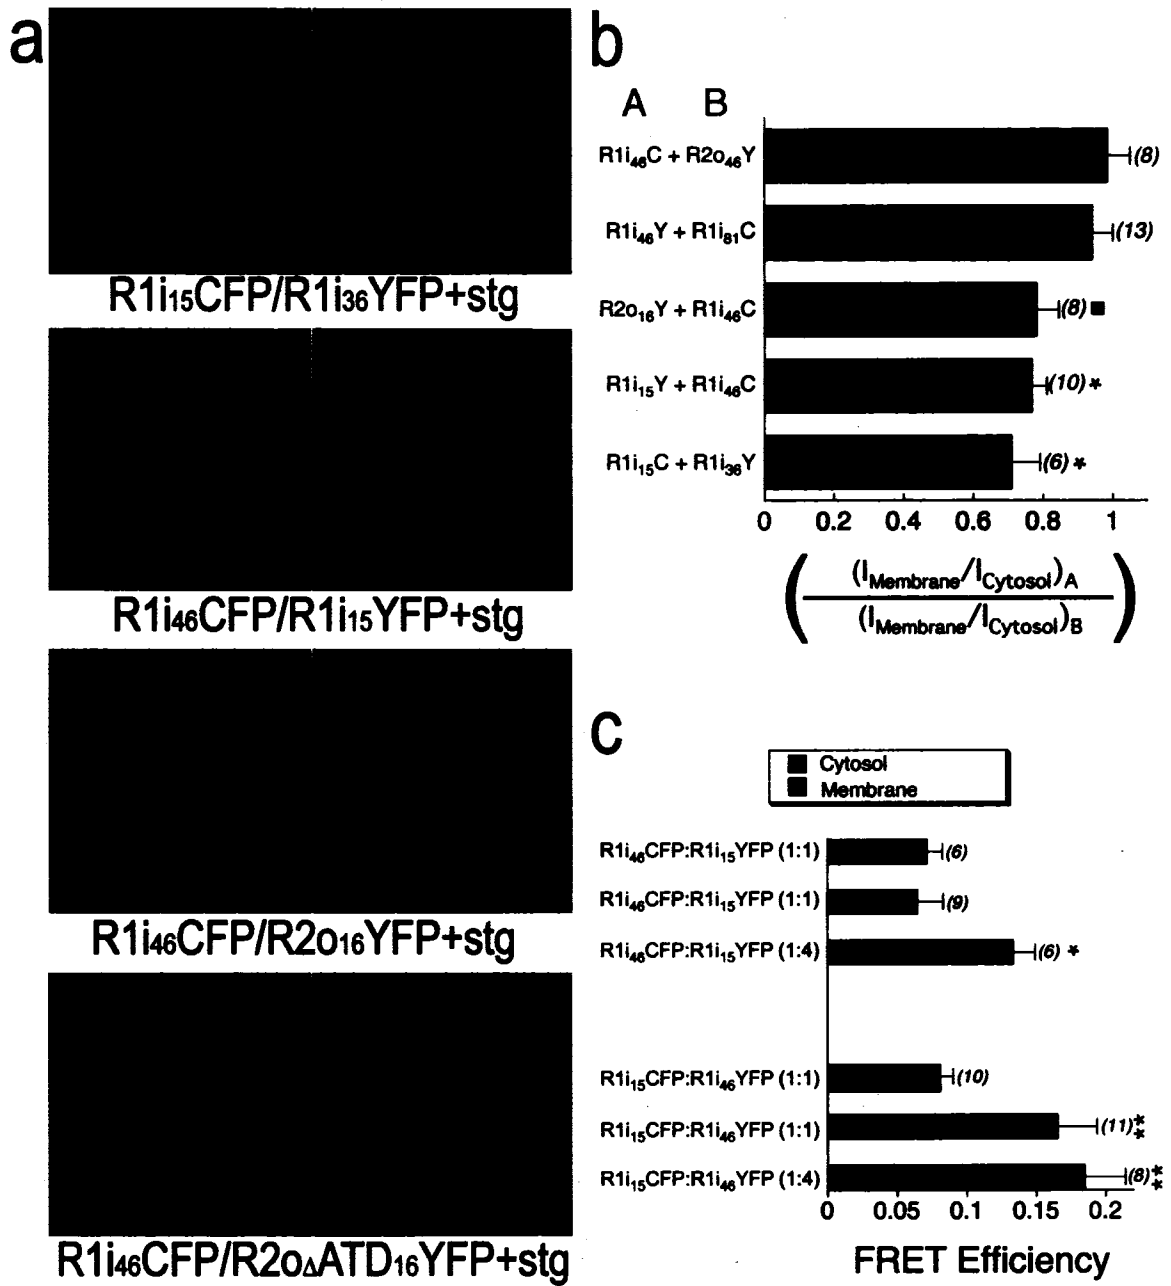 a
R1i15CFP/R1i36YFP+stg
R1i46CFP/R1i15YFP+stg
R1i46CFP/R2o16YFP+stg
R1i46CFP/R2oΔATD16YFP+stg
b
A B
R1i46C + R2o46Y (8)
R1i46Y + R1i81C (13)
R2o16Y + R1i46C (8) ■
R1i15Y + R1i46C (10) *
R1i15C + R1i36Y (6) *
0 0.2 0.4 0.6 0.8 1
(IMembrane/ICytosol)A
(IMembrane/ICytosol)B
c
Cytosol
Membrane
R1i46CFP:R1i15YFP (1:1) (6)
R1i46CFP:R1i15YFP (1:1) (9)
R1i46CFP:R1i15YFP (1:4) (6) *
R1i15CFP:R1i46YFP (1:1) (10)
R1i15CFP:R1i46YFP (1:1) (11) **
R1i15CFP:R1i46YFP (1:4) (8) **
0 0.05 0.1 0.15 0.2
FRET Efficiency